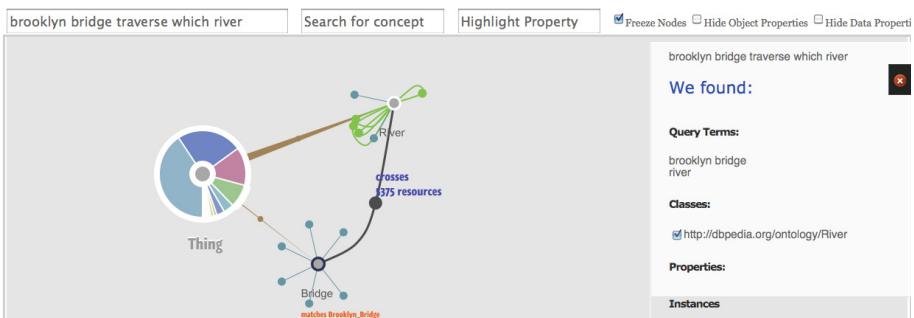 brooklyn bridge traverse which river
Search for concept
Highlight Property
Freeze Nodes
Hide Object Properties
Hide Data Properti
brooklyn bridge traverse which river
We found:
Query Terms:
brooklyn bridge
river
Classes:
http://dbpedia.org/ontology/River
Properties:
Instances
River
crosses
5375 resources
Thing
Bridge
matches Brooklyn_Bridge